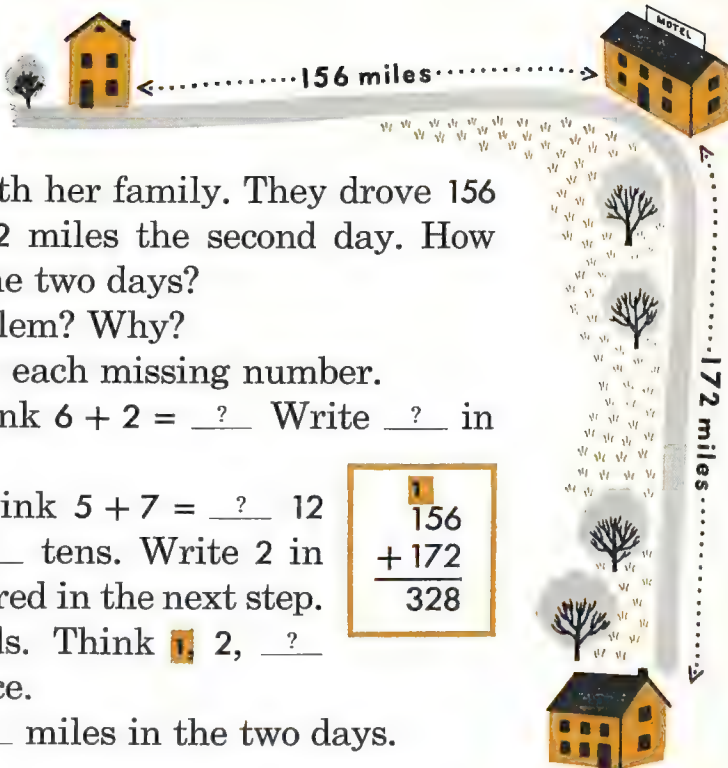 MOTEL
156 miles
th her family. They drove 156
2 miles the second day. How
e two days?
lem? Why?
each missing number.
nk 6 + 2 = ? Write ? in
172 miles
ink 5 + 7 = ? 12
tens. Write 2 in
red in the next step.
ls. Think 1, 2, ?
ce.
miles in the two days.
1
156
+ 172
328